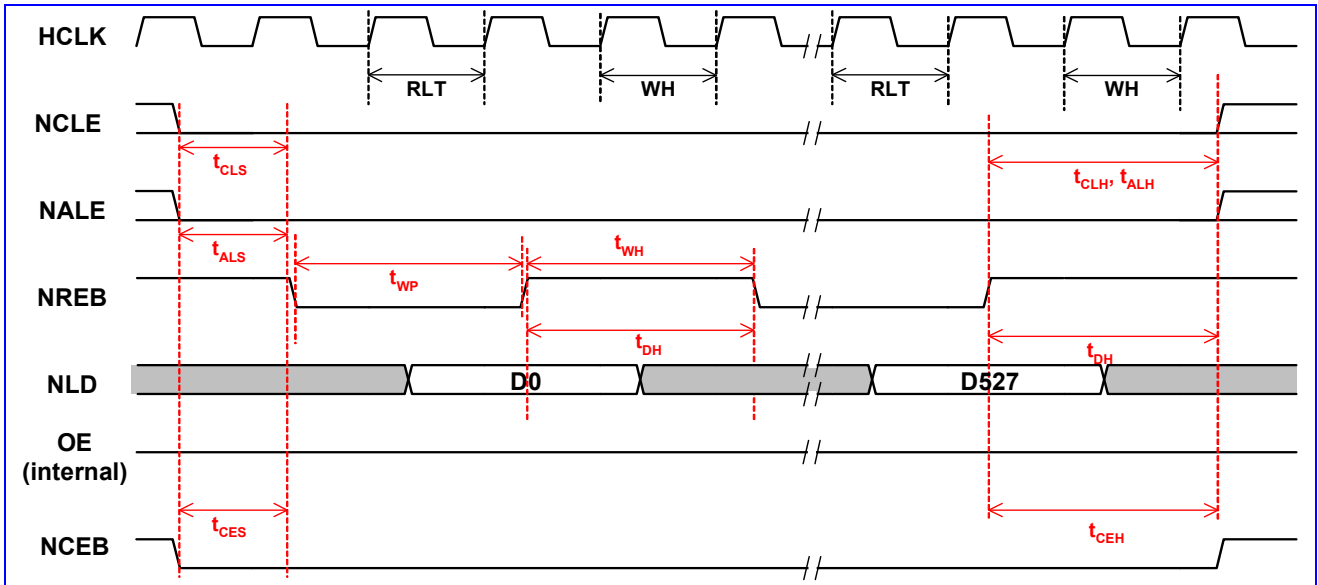 HCLK
RLT WH RLT WH
NCLE
tCLS tCLH, tALH
NALE
tALS tWH
tWP
NREB
tDH tDH
NLD D0 D527
OE
(internal)
tCES tCEH
NCEB